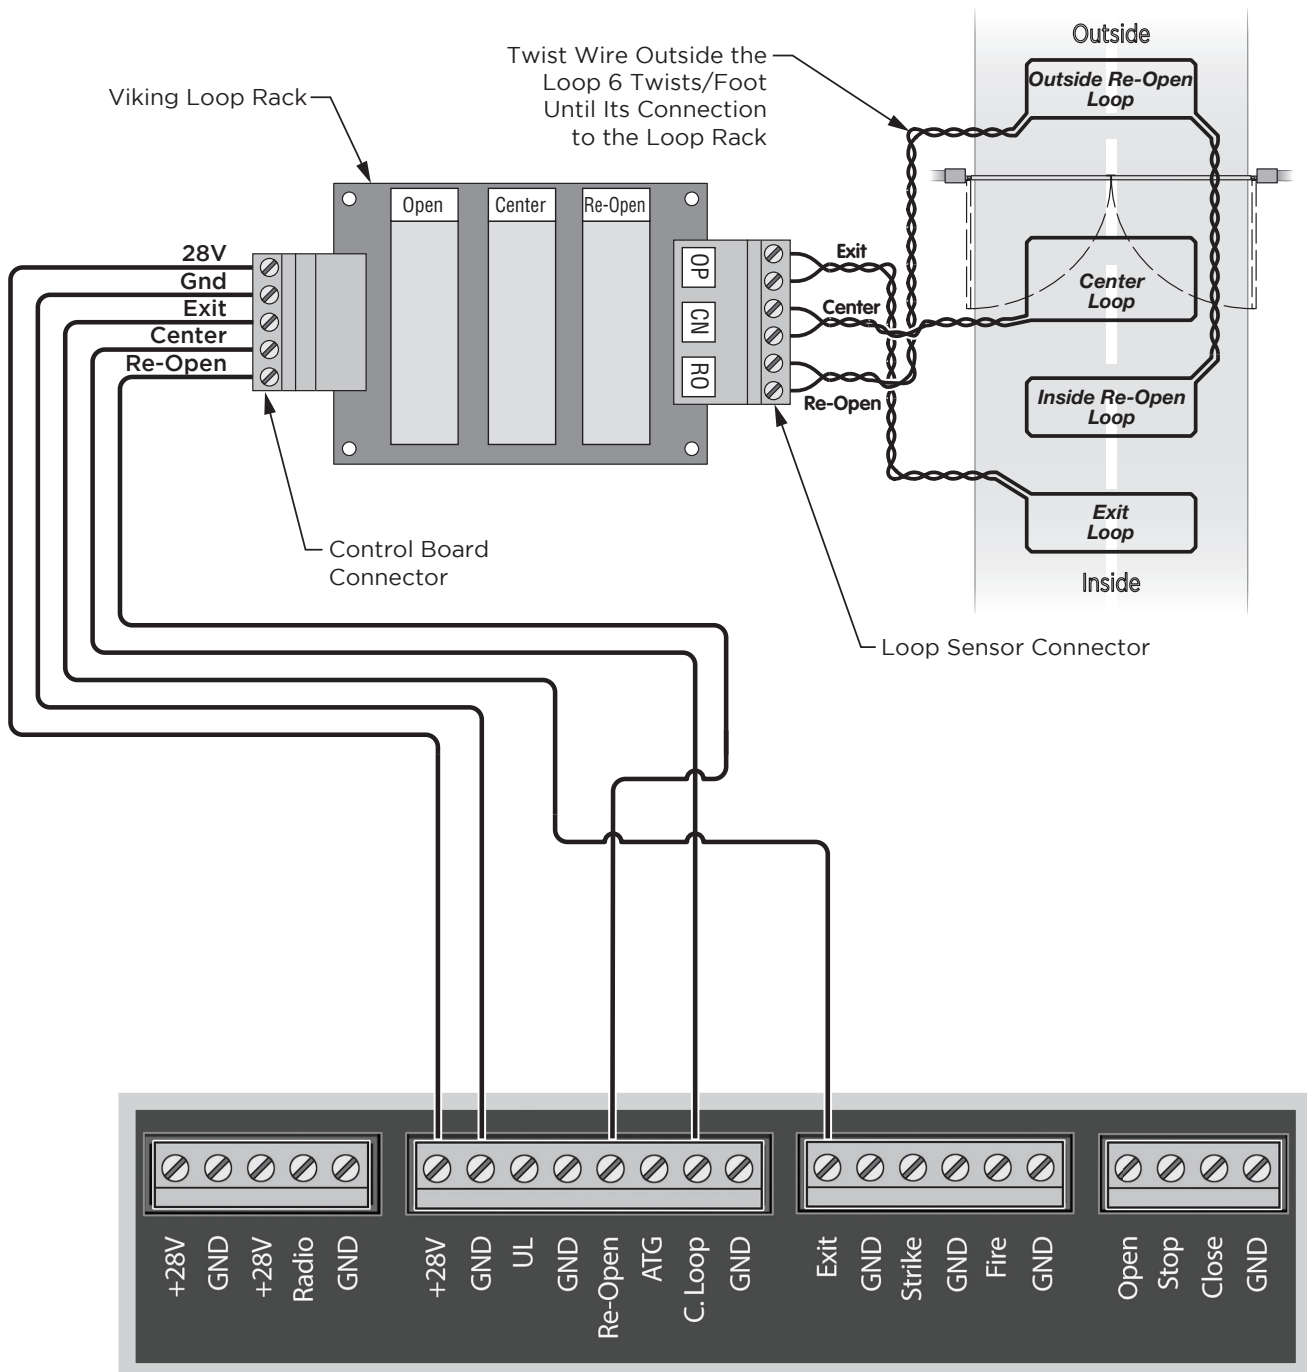 Outside
Twist Wire Outside the
Loop 6 Twists/Foot
Until Its Connection
to the Loop Rack
Outside Re-Open
Loop
Viking Loop Rack
Open
Center
Re-Open
28V
Gnd
Exit
Center
Re-Open
OP
CN
RO
Exit
Center
Re-Open
Center
Loop
Inside Re-Open
Loop
Exit
Loop
Inside
Control Board
Connector
Loop Sensor Connector
+28V
GND
+28V
Radio
GND
+28V
GND
UL
GND
Re-Open
ATG
C. Loop
GND
Exit
GND
Strike
GND
Fire
GND
Open
Stop
Close
GND